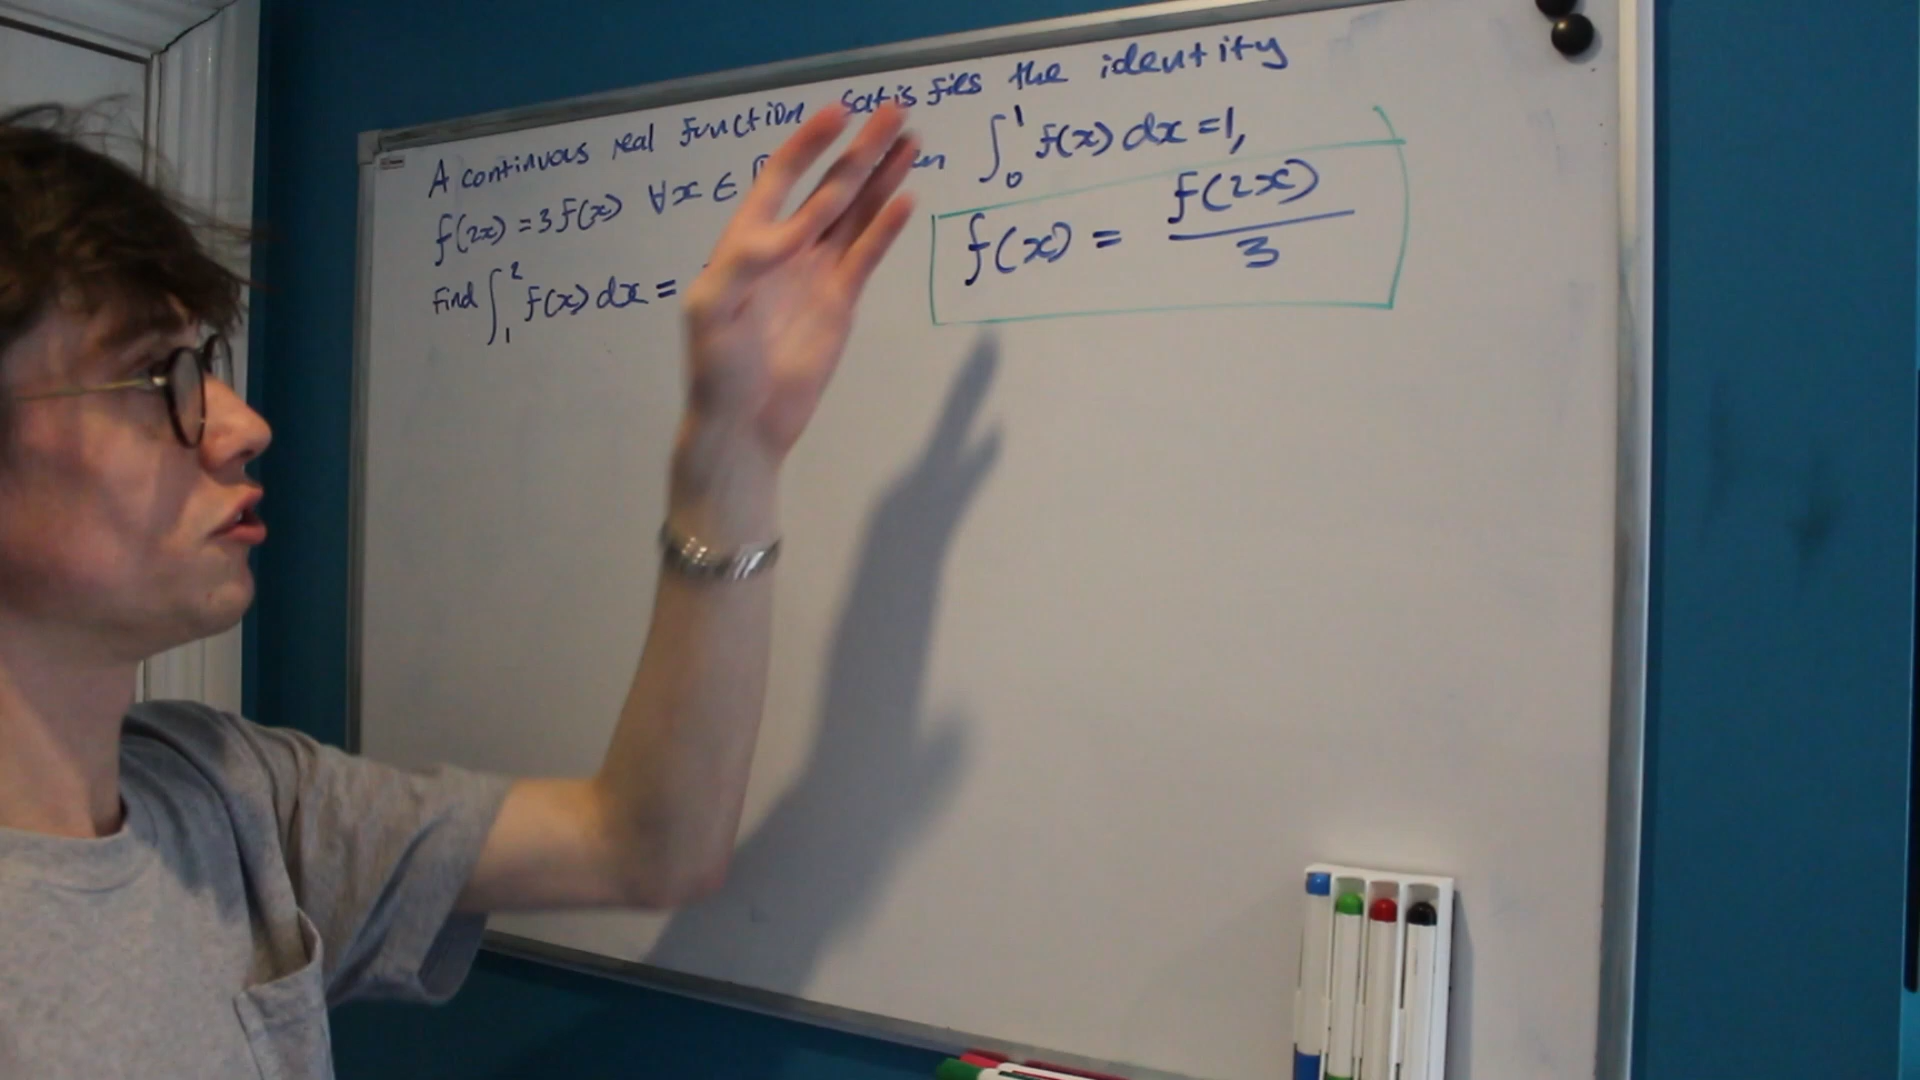 A continuous real function satisfies the identity
f(2x) = 3f(x) ∀x ∈ ∫₀¹ f(x) dx = 1,
Find ∫₁² f(x) dx =
f(x) = f(2x)/3